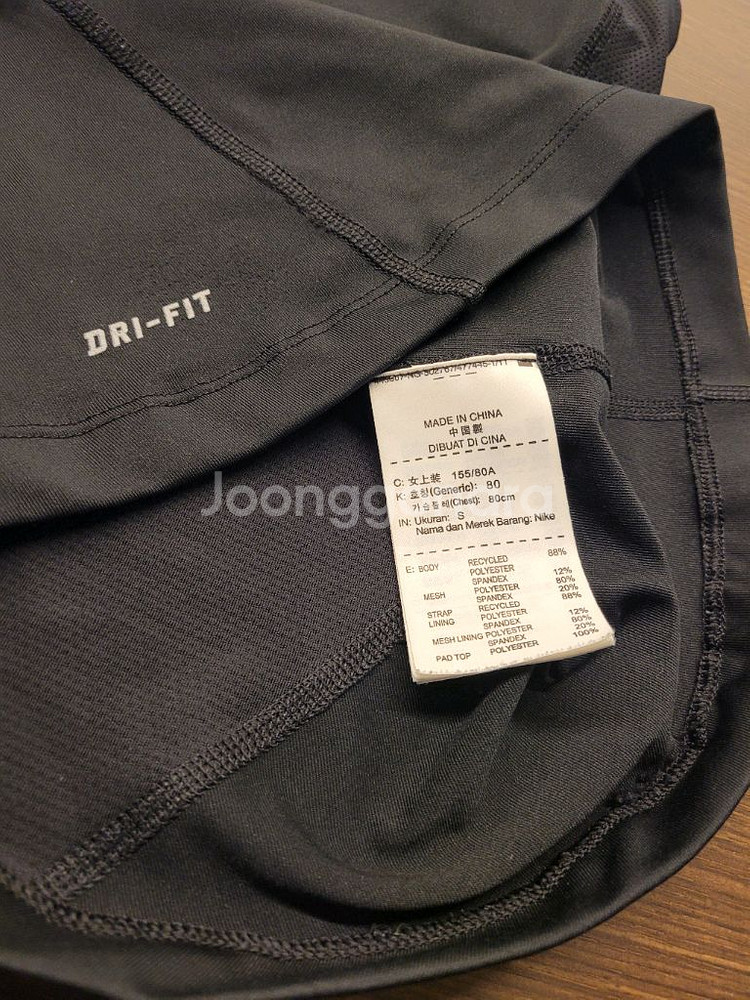 DRI-FIT
MADE IN CHINA
中国製
DIBUAT DI CINA
C: 女上装 155/80A
K: 호칭(Generic): 80
가슴둘레(Chest): 80cm
IN: Ukuran: S
Nama dan Merek Barang: Nike
E: BODY RECYCLED 88%
POLYESTER
SPANDEX 12%
MESH POLYESTER 80%
SPANDEX 20%
STRAP RECYCLED 88%
LINING POLYESTER
SPANDEX 12%
MESH LINING POLYESTER 80%
SPANDEX 20%
PAD TOP POLYESTER 100%